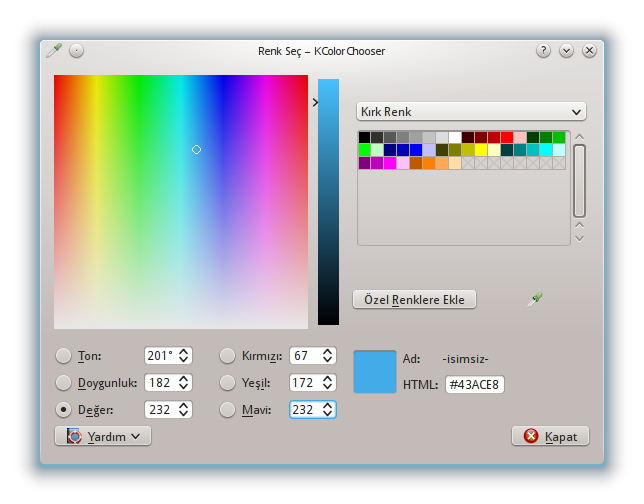 Renk Seç – KColorChooser
Kırk Renk
Özel Renklere Ekle
Ton: 201° Kırmızı: 67 Ad: -isimsiz-
Doygunluk: 182 Yeşil: 172 HTML: #43ACE8
Değer: 232 Mavi: 232
Yardım Kapat